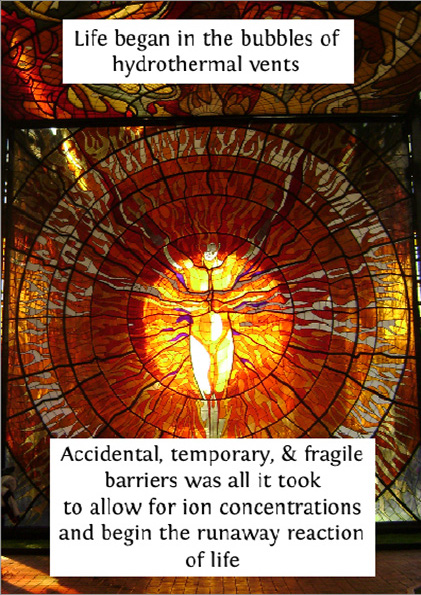 Life began in the bubbles of
hydrothermal vents
Accidental, temporary, & fragile
barriers was all it took
to allow for ion concentrations
and begin the runaway reaction
of life